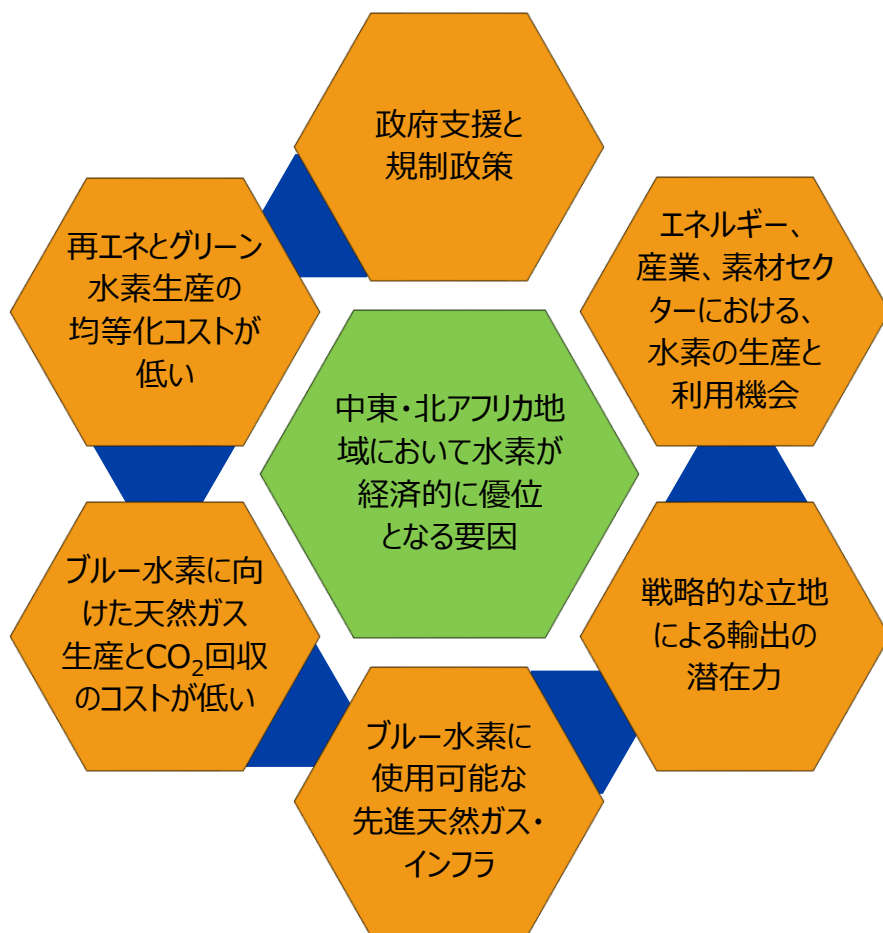 政府支援と
規制政策
エネルギー、
産業、素材セク
ターにおける、
水素の生産と
利用機会
再エネとグリーン
水素生産の
均等化コストが
低い
中東・北アフリカ地
域において水素が
経済的に優位
となる要因
ブルー水素に向
けた天然ガス
生産とCO₂回収
のコストが低い
戦略的な立地
による輸出の
潜在力
ブルー水素に
使用可能な
先進天然ガス・
インフラ